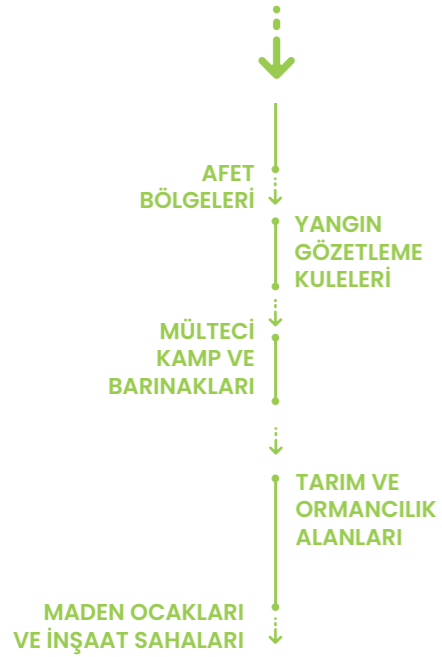 AFET
BÖLGELERİ
YANGIN
GÖZETLEME
KULELERİ
MÜLTECİ
KAMP VE
BARINAKLARI
TARIM VE
ORMANCILIK
ALANLARI
MADEN OCAKLARI
VE İNŞAAT SAHALARI